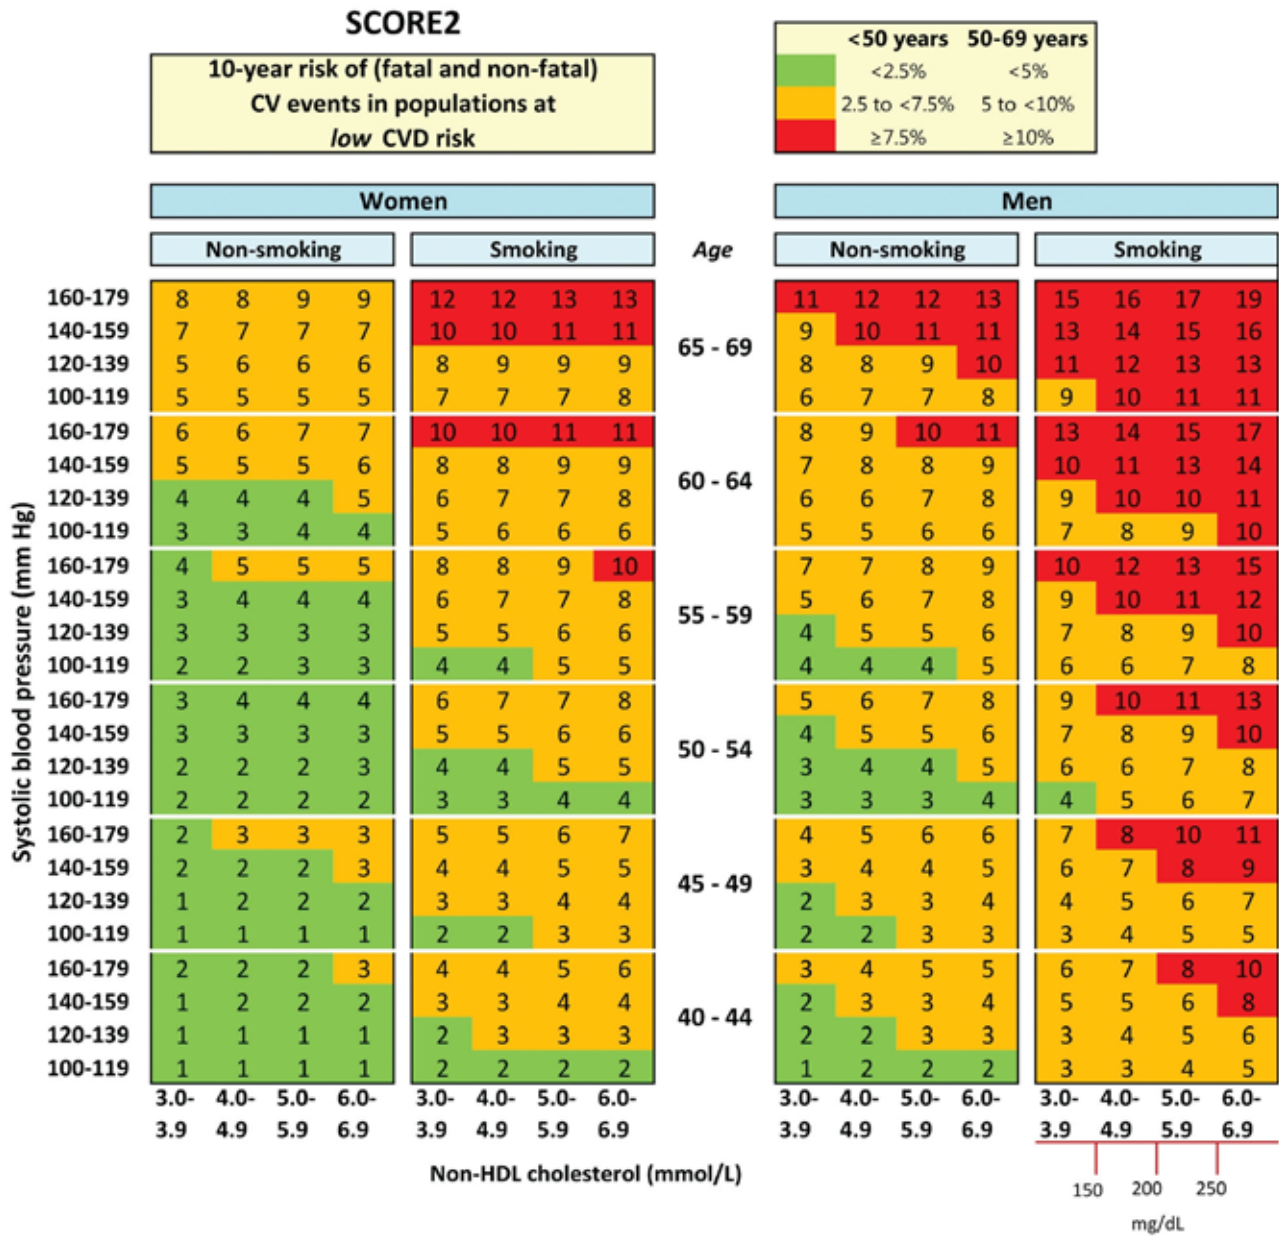 SCORE2
10-year risk of (fatal and non-fatal)
CV events in populations at
low CVD risk
<50 years 50-69 years
<2.5% <5%
2.5 to <7.5% 5 to <10%
≥7.5% ≥10%
Women Men
Non-smoking Smoking Age Non-smoking Smoking
Systolic blood pressure (mm Hg)
160-179 8 8 9 9 12 12 13 13 11 12 12 13 15 16 17 19
140-159 7 7 7 7 10 10 11 11 9 10 11 11 13 14 15 16
65 - 69
120-139 5 6 6 6 8 9 9 9 8 8 9 10 11 12 13 13
100-119 5 5 5 5 7 7 7 8 6 7 7 8 9 10 11 11
160-179 6 6 7 7 10 10 11 11 8 9 10 11 13 14 15 17
140-159 5 5 5 6 8 8 9 9 7 8 8 9 10 11 13 14
60 - 64
120-139 4 4 4 5 6 7 7 8 6 6 7 8 9 10 10 11
100-119 3 3 4 4 5 6 6 6 5 5 6 6 7 8 9 10
160-179 4 5 5 5 8 8 9 10 7 7 8 9 10 12 13 15
140-159 3 4 4 4 6 7 7 8 5 6 7 8 9 10 11 12
55 - 59
120-139 3 3 3 3 5 5 6 6 4 5 5 6 7 8 9 10
100-119 2 2 3 3 4 4 5 5 4 4 4 5 6 6 7 8
160-179 3 4 4 4 6 7 7 8 5 6 7 8 9 10 11 13
140-159 3 3 3 3 5 5 6 6 4 5 5 6 7 8 9 10
50 - 54
120-139 2 2 2 3 4 4 5 5 3 4 4 5 6 6 7 8
100-119 2 2 2 2 3 3 4 4 3 3 3 4 4 5 6 7
160-179 2 3 3 3 5 5 6 7 4 5 6 6 7 8 10 11
140-159 2 2 2 3 4 4 5 5 3 4 4 5 6 7 8 9
45 - 49
120-139 1 2 2 2 3 3 4 4 2 3 3 4 4 5 6 7
100-119 1 1 1 1 2 2 3 3 2 2 3 3 3 4 5 5
160-179 2 2 2 3 4 4 5 6 3 4 5 5 6 7 8 10
140-159 1 2 2 2 3 3 4 4 2 3 3 4 5 5 6 8
40 - 44
120-139 1 1 1 1 2 3 3 3 2 2 3 3 3 4 5 6
100-119 1 1 1 1 2 2 2 2 1 2 2 2 3 3 4 5
3.0- 4.0- 5.0- 6.0- 3.0- 4.0- 5.0- 6.0- 3.0- 4.0- 5.0- 6.0- 3.0- 4.0- 5.0- 6.0-
3.9 4.9 5.9 6.9 3.9 4.9 5.9 6.9 3.9 4.9 5.9 6.9 3.9 4.9 5.9 6.9
Non-HDL cholesterol (mmol/L)
150 200 250
mg/dL